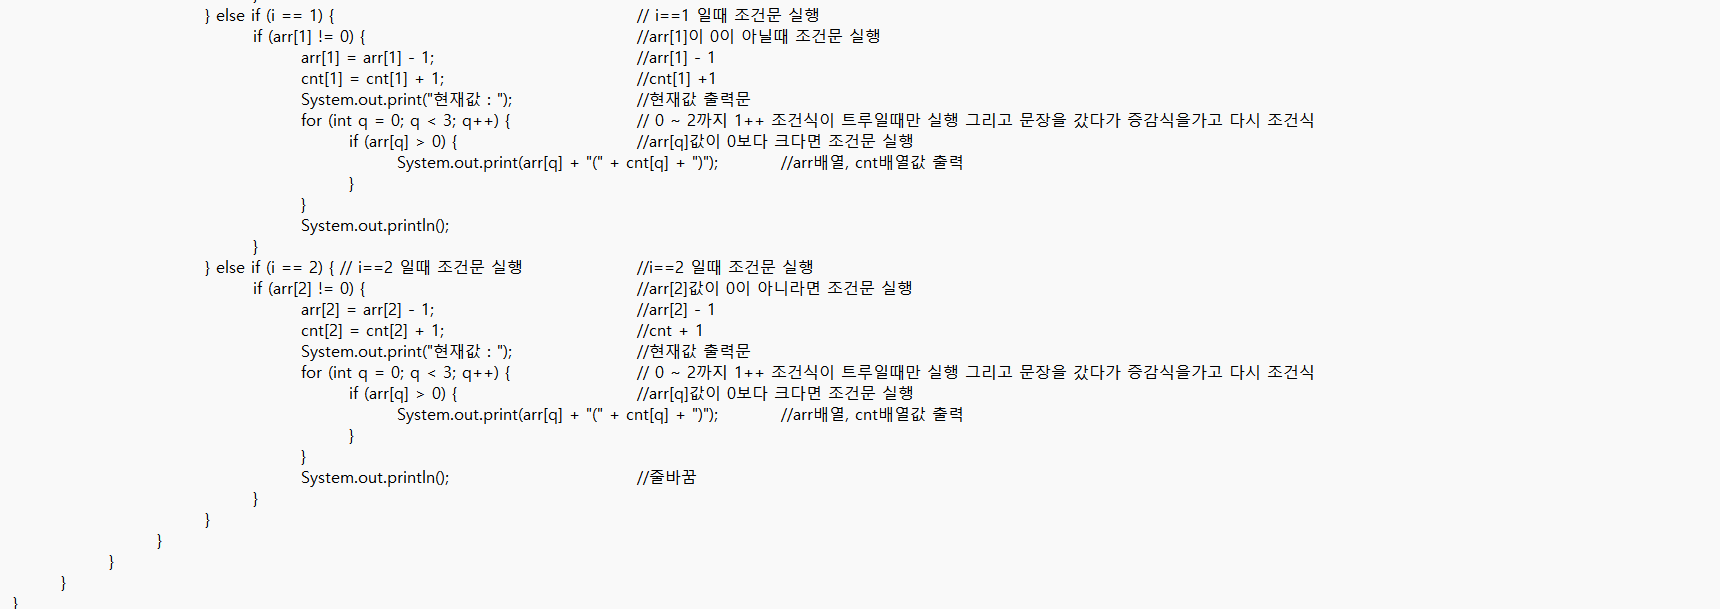 } else if (i == 1) { // i==1 일때 조건문 실행
if (arr[1] != 0) { //arr[1]이 0이 아닐때 조건문 실행
arr[1] = arr[1] - 1; //arr[1] - 1
cnt[1] = cnt[1] + 1; //cnt[1] +1
System.out.print("현재값 : "); //현재값 출력문
for (int q = 0; q < 3; q++) { // 0 ~ 2까지 1++ 조건식이 트루일때만 실행 그리고 문장을 갔다가 증감식을가고 다시 조건식
if (arr[q] > 0) { //arr[q]값이 0보다 크다면 조건문 실행
System.out.print(arr[q] + "(" + cnt[q] + ")"); //arr배열, cnt배열값 출력
}
}
System.out.println();
}
} else if (i == 2) { // i==2 일때 조건문 실행 //i==2 일때 조건문 실행
if (arr[2] != 0) { //arr[2]값이 0이 아니라면 조건문 실행
arr[2] = arr[2] - 1; //arr[2] - 1
cnt[2] = cnt[2] + 1; //cnt + 1
System.out.print("현재값 : "); //현재값 출력문
for (int q = 0; q < 3; q++) { // 0 ~ 2까지 1++ 조건식이 트루일때만 실행 그리고 문장을 갔다가 증감식을가고 다시 조건식
if (arr[q] > 0) { //arr[q]값이 0보다 크다면 조건문 실행
System.out.print(arr[q] + "(" + cnt[q] + ")"); //arr배열, cnt배열값 출력
}
}
System.out.println(); //줄바꿈
}
}
}
}
}
}